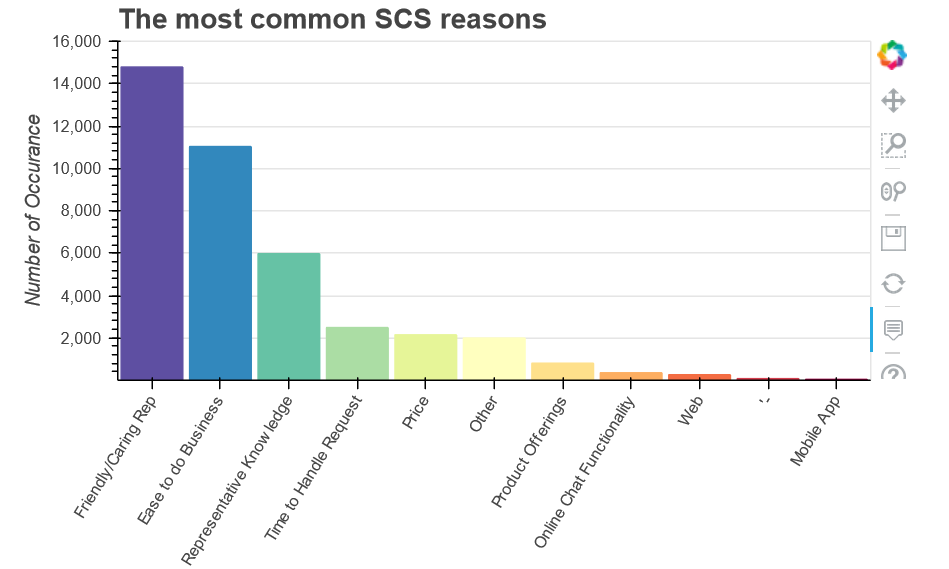 The most common SCS reasons
Number of Occurance
16,000
14,000
12,000
10,000
8,000
6,000
4,000
2,000
Friendly/Caring Rep
Ease to do Business
Representative Knowledge
Time to Handle Request
Price
Other
Product Offerings
Online Chat Functionality
Web
'-
Mobile App